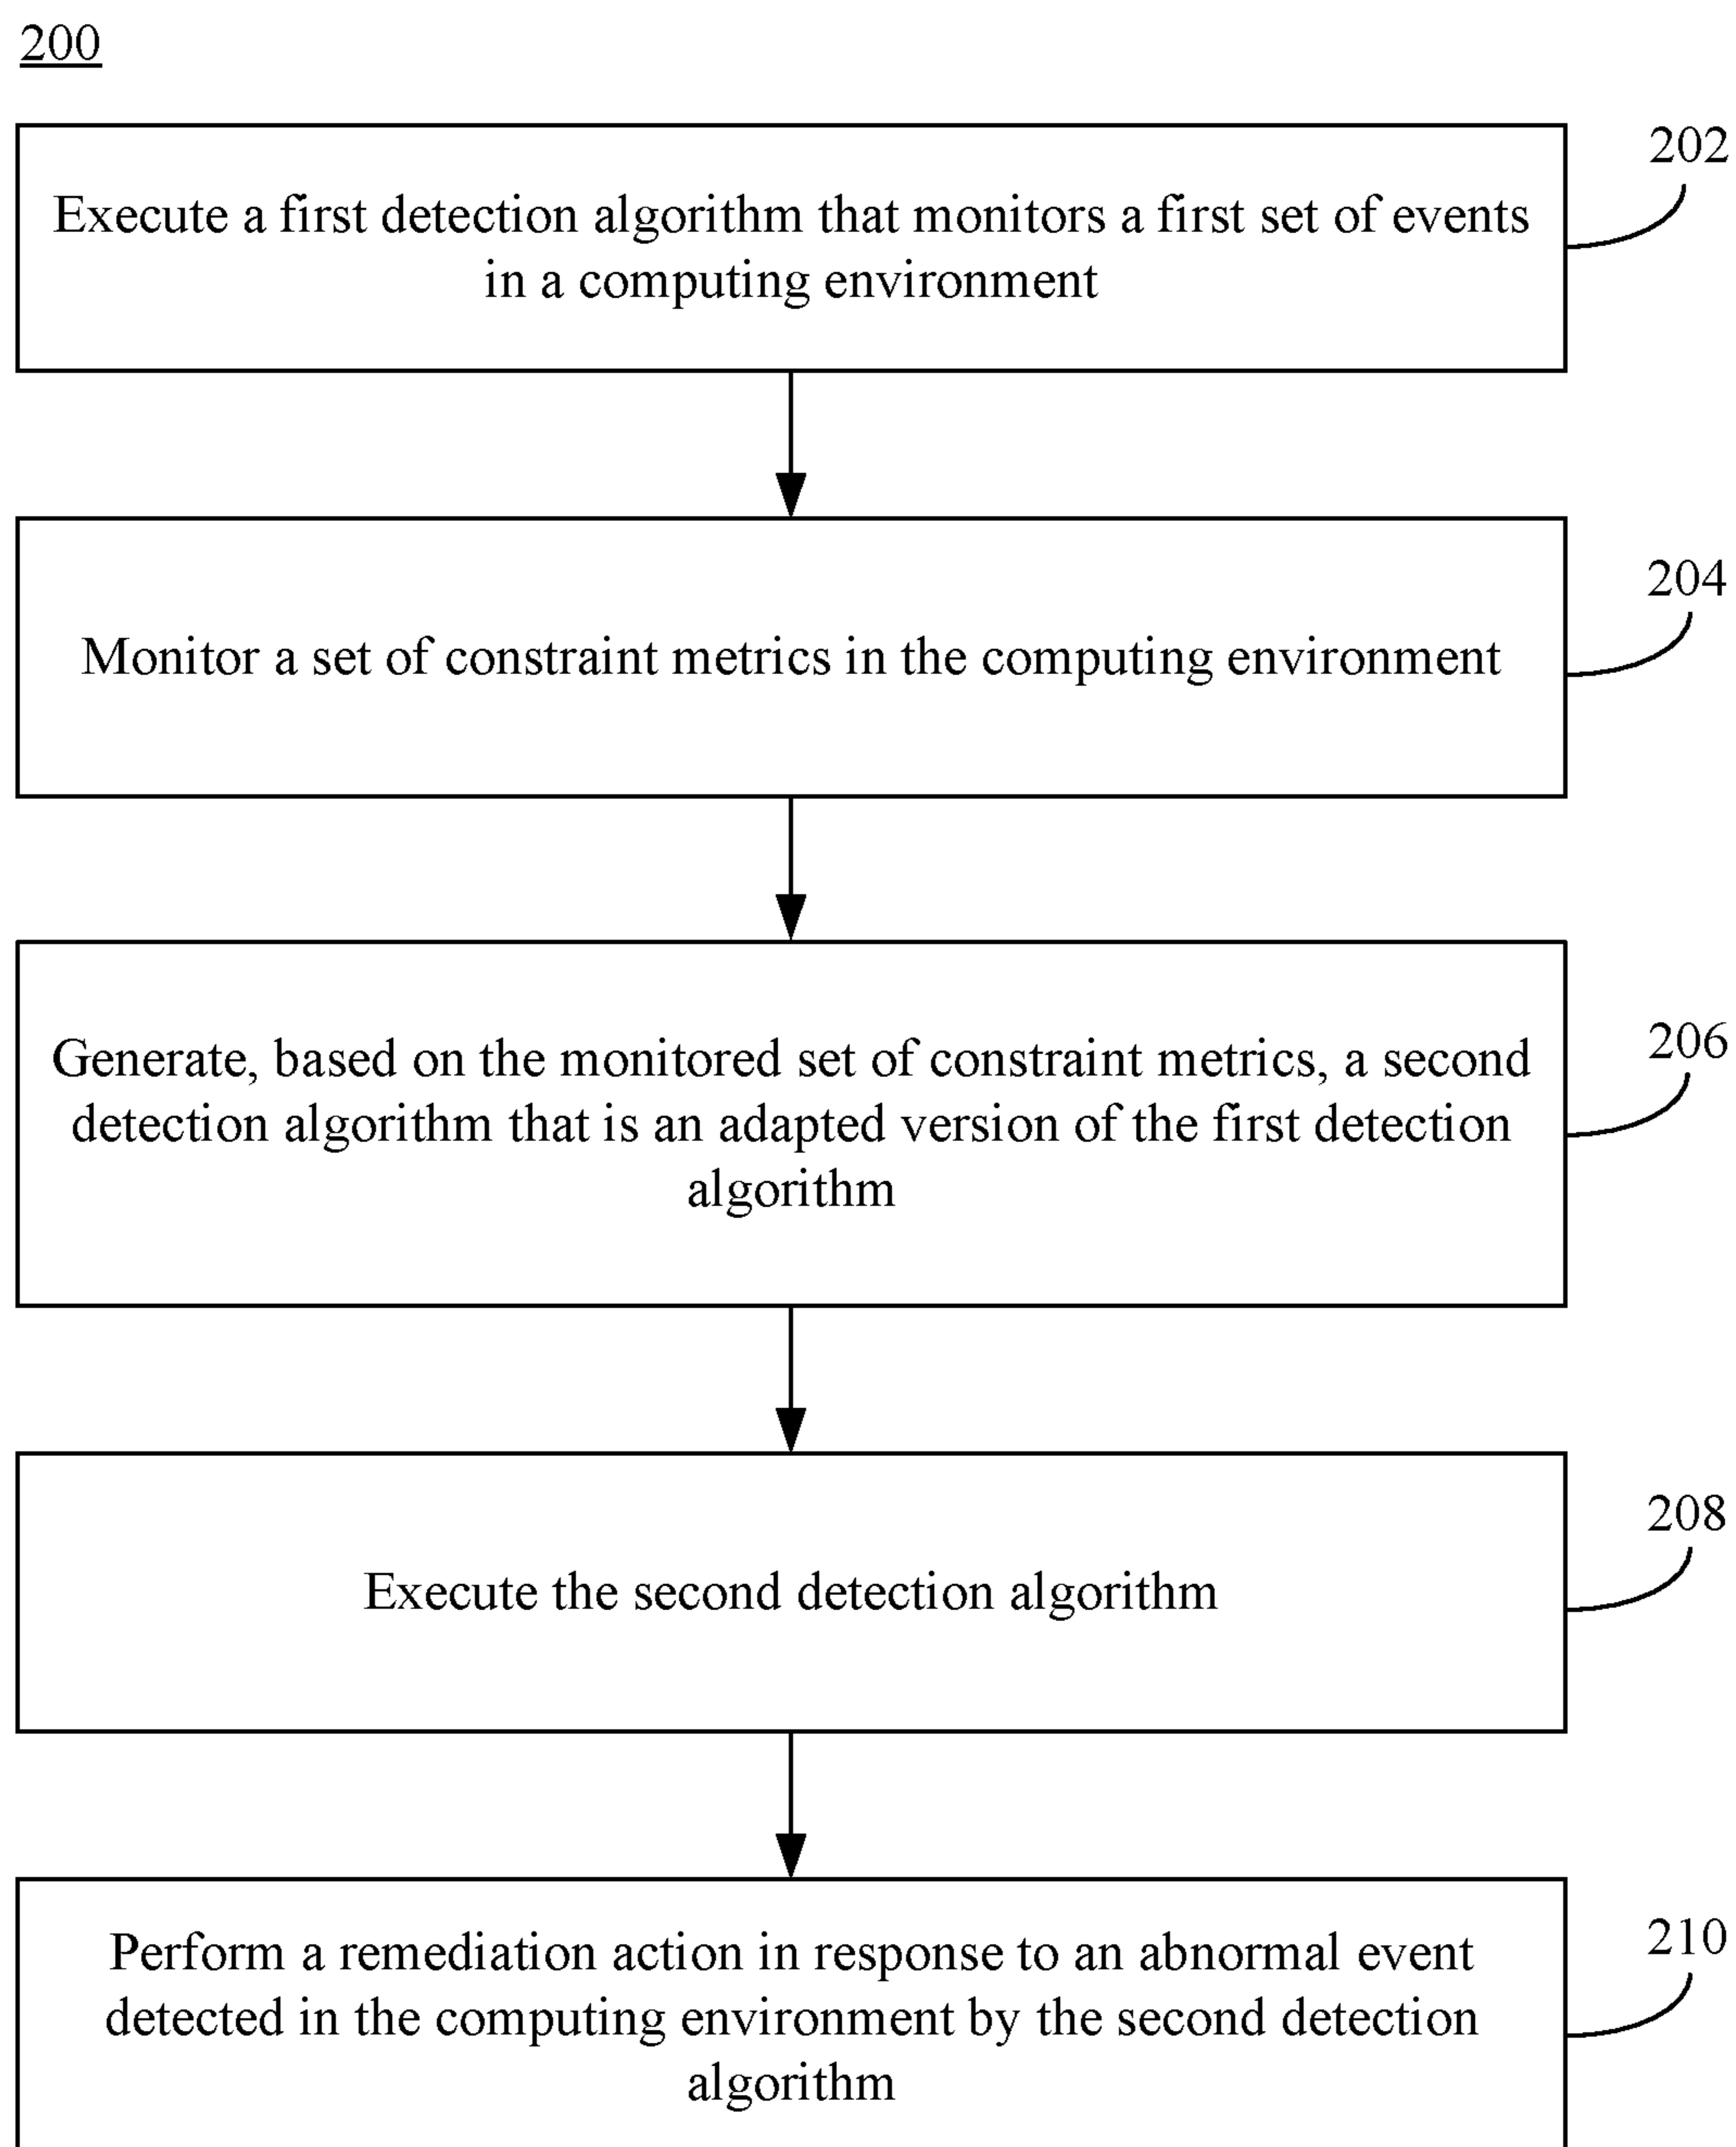 200
202
Execute a first detection algorithm that monitors a first set of events
in a computing environment
204
Monitor a set of constraint metrics in the computing environment
206
Generate, based on the monitored set of constraint metrics, a second
detection algorithm that is an adapted version of the first detection
algorithm
208
Execute the second detection algorithm
210
Perform a remediation action in response to an abnormal event
detected in the computing environment by the second detection
algorithm